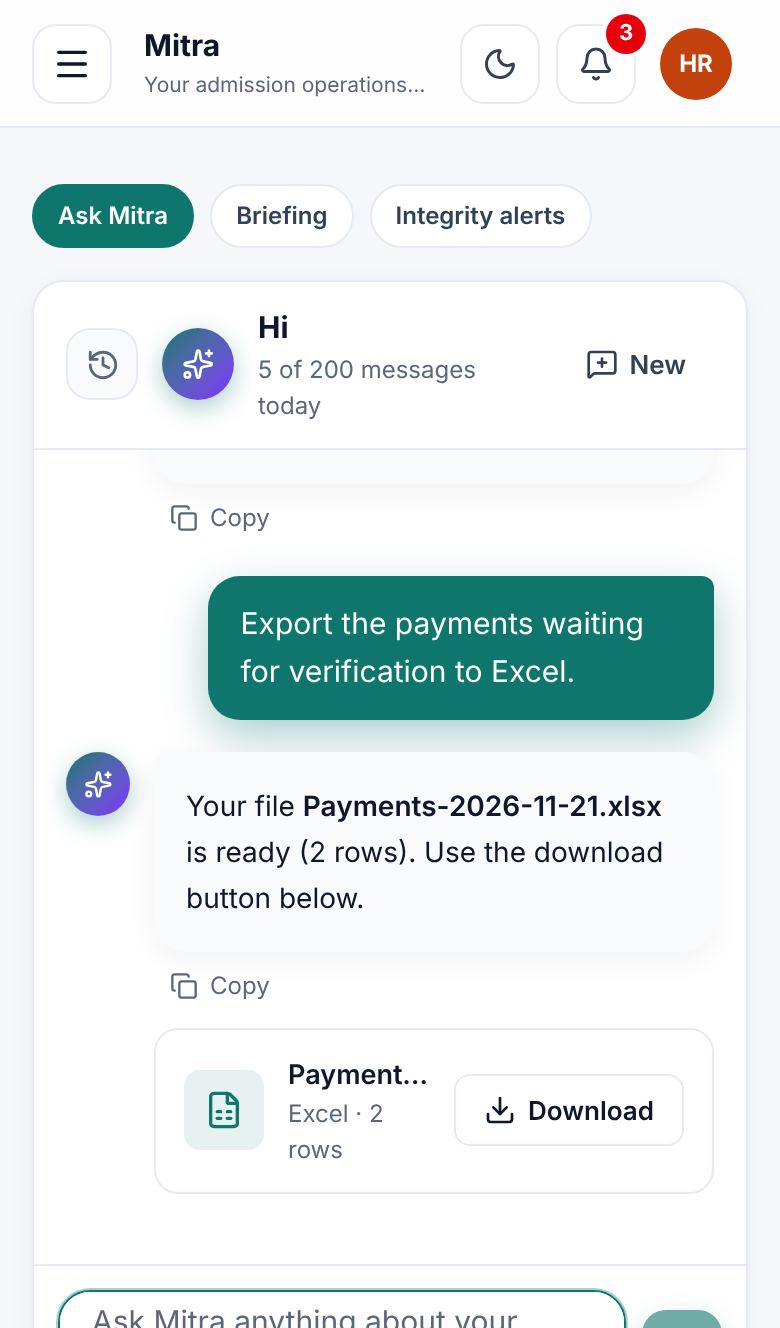 Mitra
Your admission operations...
3
HR
Ask Mitra
Briefing
Integrity alerts
Hi
5 of 200 messages
today
New
Copy
Export the payments waiting
for verification to Excel.
Your file Payments-2026-11-21.xlsx
is ready (2 rows). Use the download
button below.
Copy
Payment...
Excel · 2
rows
Download
Ask Mitra anything about your